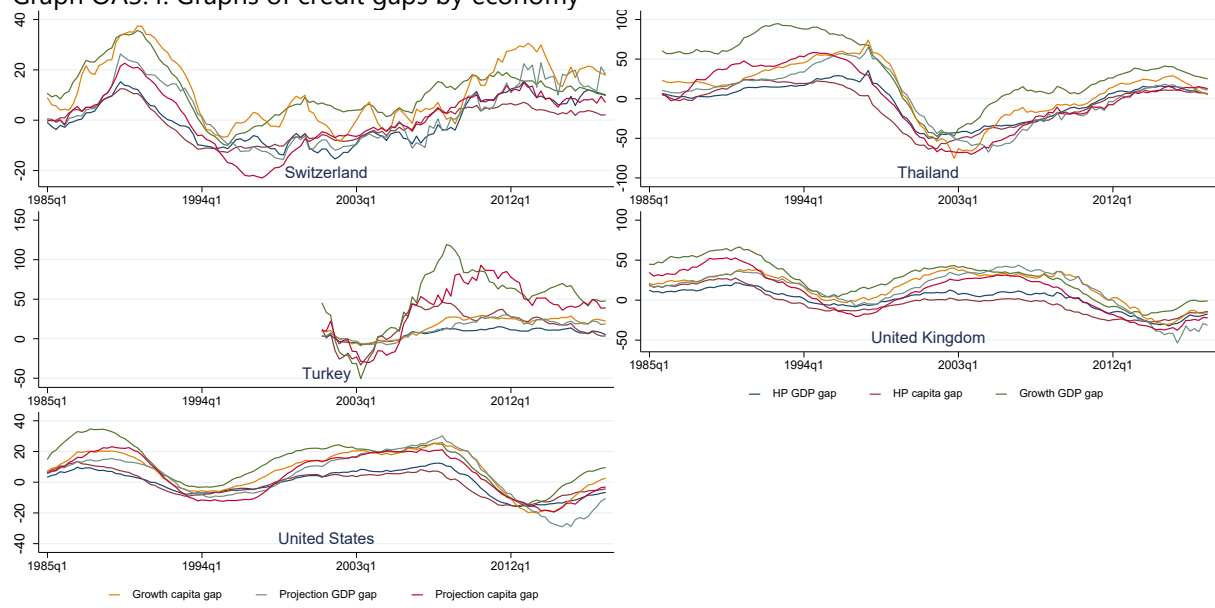 Graph OA3.4: Graphs of credit gaps by economy
40
20
0
-20
Switzerland
1985q1 1994q1 2003q1 2012q1
100
50
0
-50
-100
Thailand
1985q1 1994q1 2003q1 2012q1
150
100
50
0
-50
Turkey
1985q1 1994q1 2003q1 2012q1
100
50
0
-50
United Kingdom
1985q1 1994q1 2003q1 2012q1
HP GDP gap HP capita gap Growth GDP gap
40
20
0
-20
-40
United States
1985q1 1994q1 2003q1 2012q1
Growth capita gap Projection GDP gap Projection capita gap